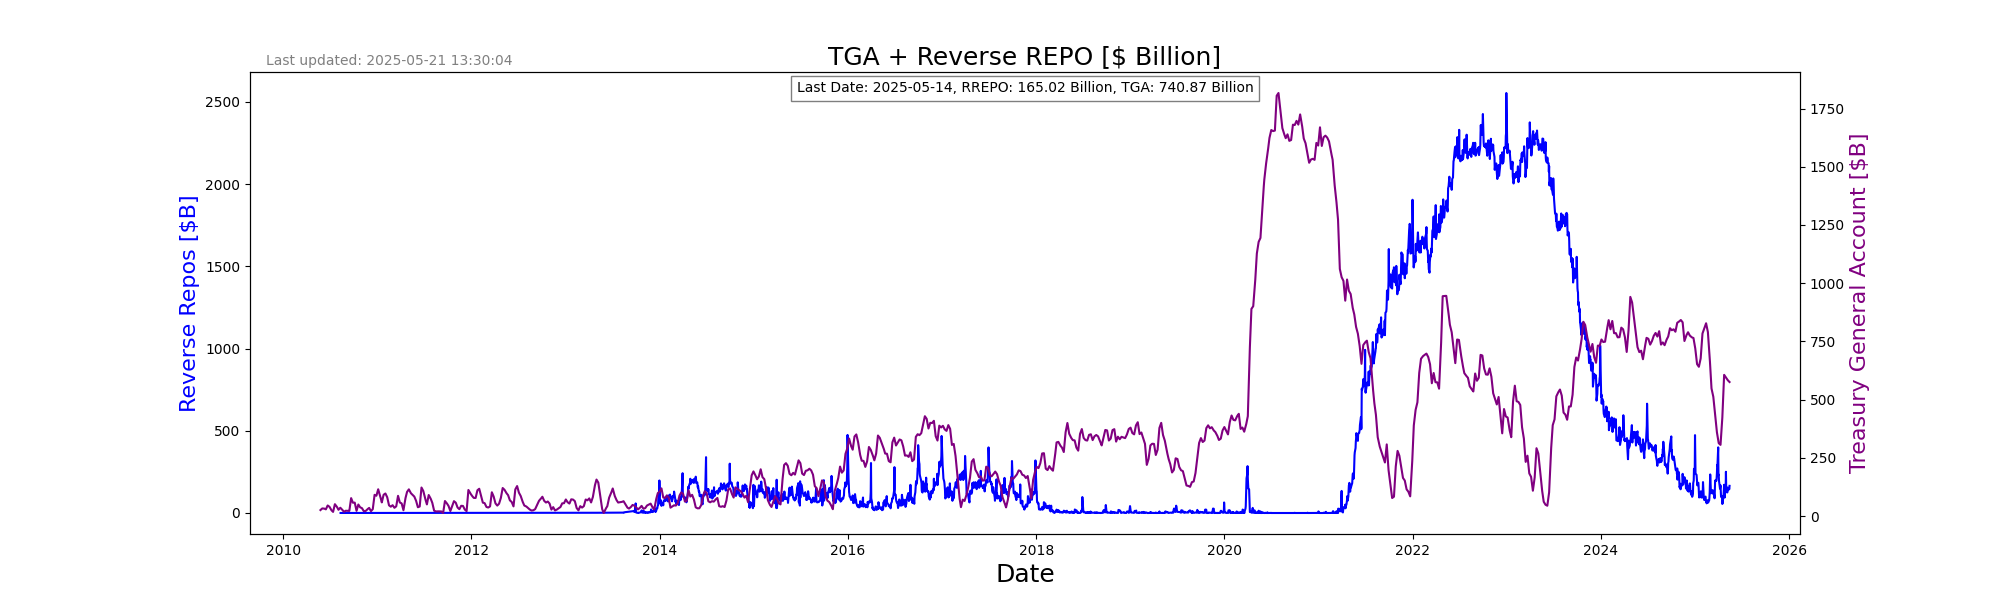 TGA + Reverse REPO [$ Billion]
Last updated: 2025-05-21 13:30:04
Last Date: 2025-05-14, RREPO: 165.02 Billion, TGA: 740.87 Billion
Reverse Repos [$B]
2500
2000
1500
1000
500
0
1750
1500
1250
1000
750
500
250
0
Treasury General Account [$B]
2010 2012 2014 2016 2018 2020 2022 2024 2026
Date